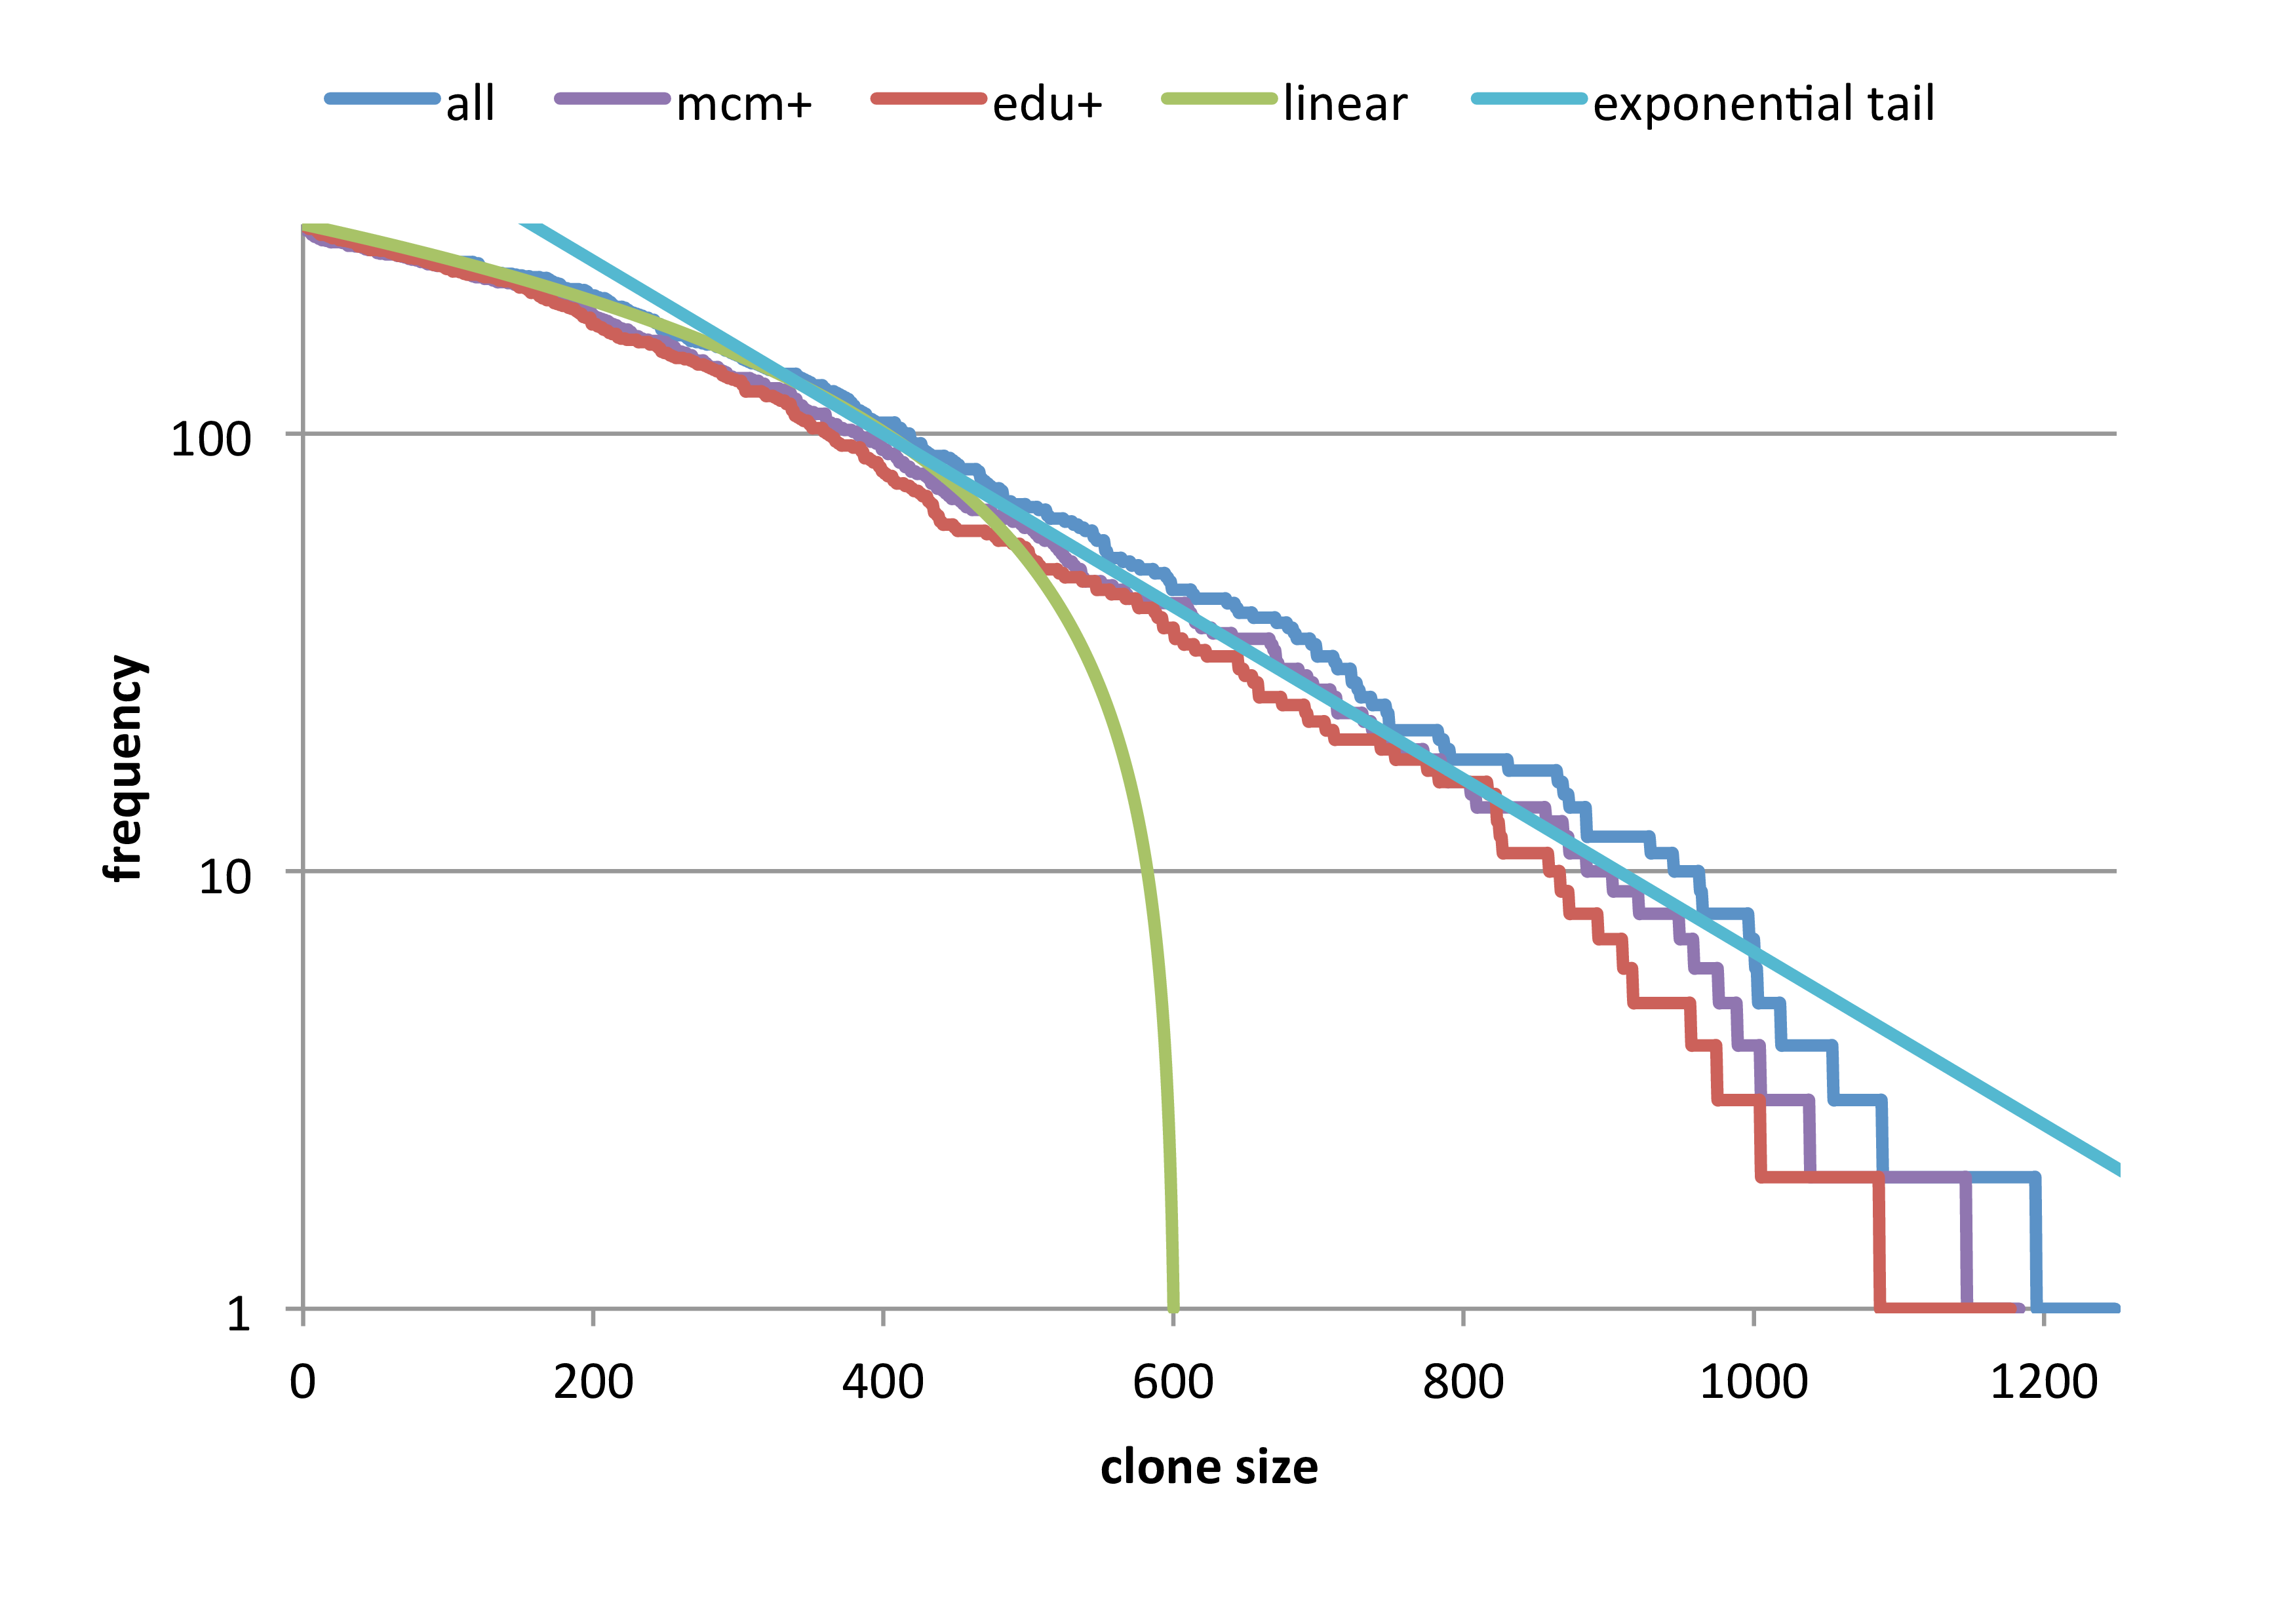 all mcm+ edu+ linear exponential tail
100
10
1
frequency
0 200 400 600 800 1000 1200
clone size